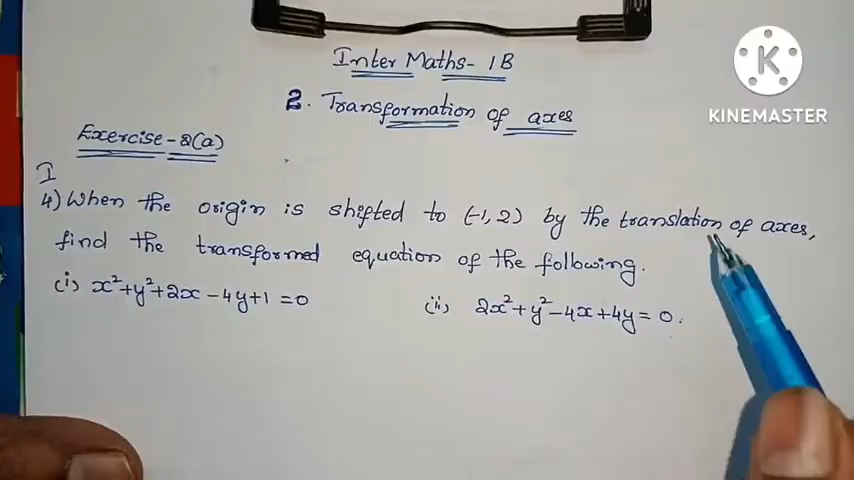 Inter Maths- 1B
2. Transformation of axes
Exercise-2(a)
I
4) When the origin is shifted to (-1, 2) by the translation of axes,
find the transformed equation of the following.
(i) x²+y²+2x-4y+1=0
(ii) 2x²+y²-4x+4y=0.
K
KINEMASTER